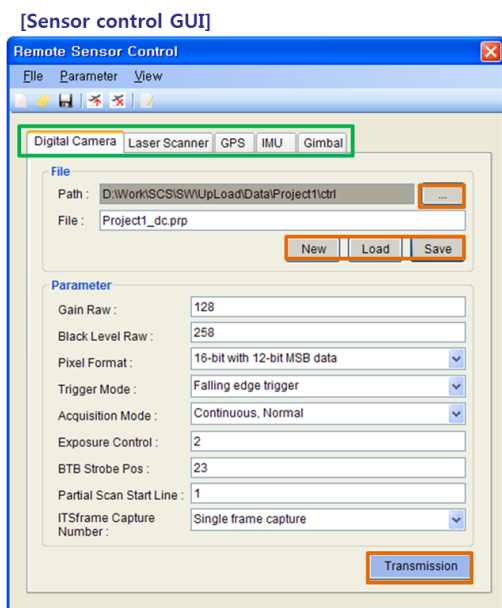 [Sensor control GUI]
Remote Sensor Control
File Parameter View
Digital Camera Laser Scanner GPS IMU Gimbal
File
Path : D:\Work\SCS\SW\UpLoad\Data\Project1\ctrl ...
File : Project1_dc.prp
New Load Save
Parameter
Gain Raw : 128
Black Level Raw : 258
Pixel Format : 16-bit with 12-bit MSB data
Trigger Mode : Falling edge trigger
Acquisition Mode : Continuous, Normal
Exposure Control : 2
BTB Strobe Pos : 23
Partial Scan Start Line : 1
ITSframe Capture Single frame capture
Number :
Transmission